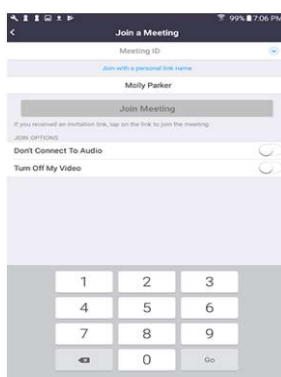 99% 7:06 PM
Join a Meeting
Meeting ID
Join with a personal link name
Molly Parker
Join Meeting
If you received an invitation link, tap on the link to join the meeting
JOIN OPTIONS
Don't Connect To Audio
Turn Off My Video
1 2 3
4 5 6
7 8 9
0 Go